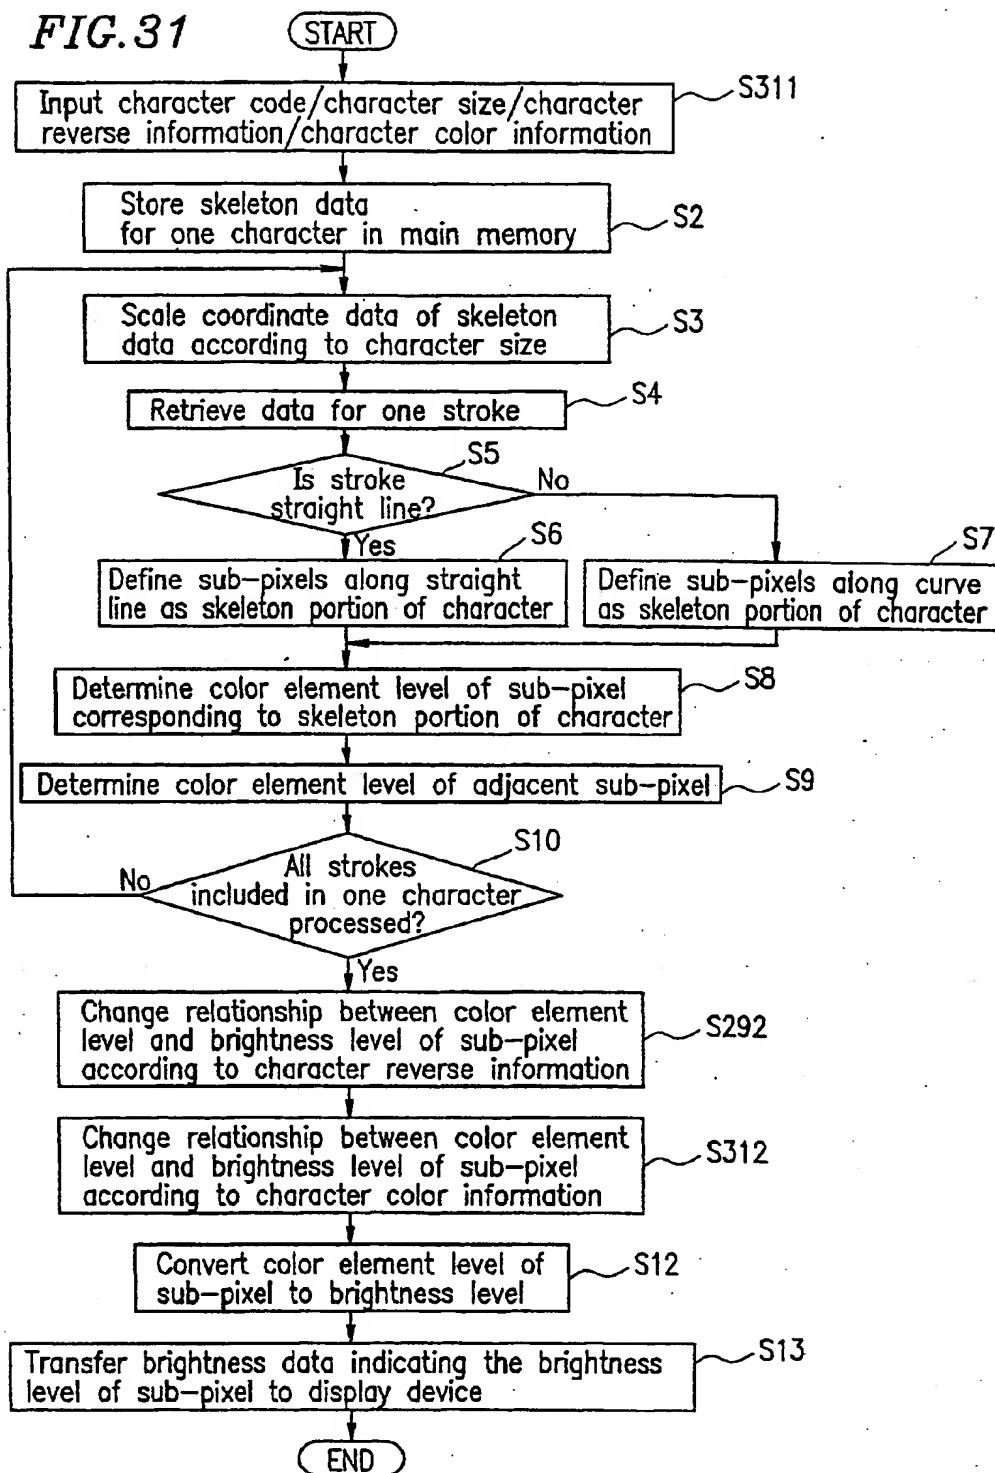 FIG.31
START
S311
Input character code/character size/character
reverse information/character color information
Store skeleton data
for one character in main memory
S2
Scale coordinate data of skeleton
data according to character size
S3
Retrieve data for one stroke
S4
S5
Is stroke
straight line?
No
Yes
S6
S7
Define sub-pixels along straight
line as skeleton portion of character
Define sub-pixels along curve
as skeleton portion of character
Determine color element level of sub-pixel
corresponding to skeleton portion of character
S8
Determine color element level of adjacent sub-pixel
S9
S10
All strokes
included in one character
processed?
No
Yes
Change relationship between color element
level and brightness level of sub-pixel
according to character reverse information
S292
Change relationship between color element
level and brightness level of sub-pixel
according to character color information
S312
Convert color element level of
sub-pixel to brightness level
S12
Transfer brightness data indicating the brightness
level of sub-pixel to display device
S13
END